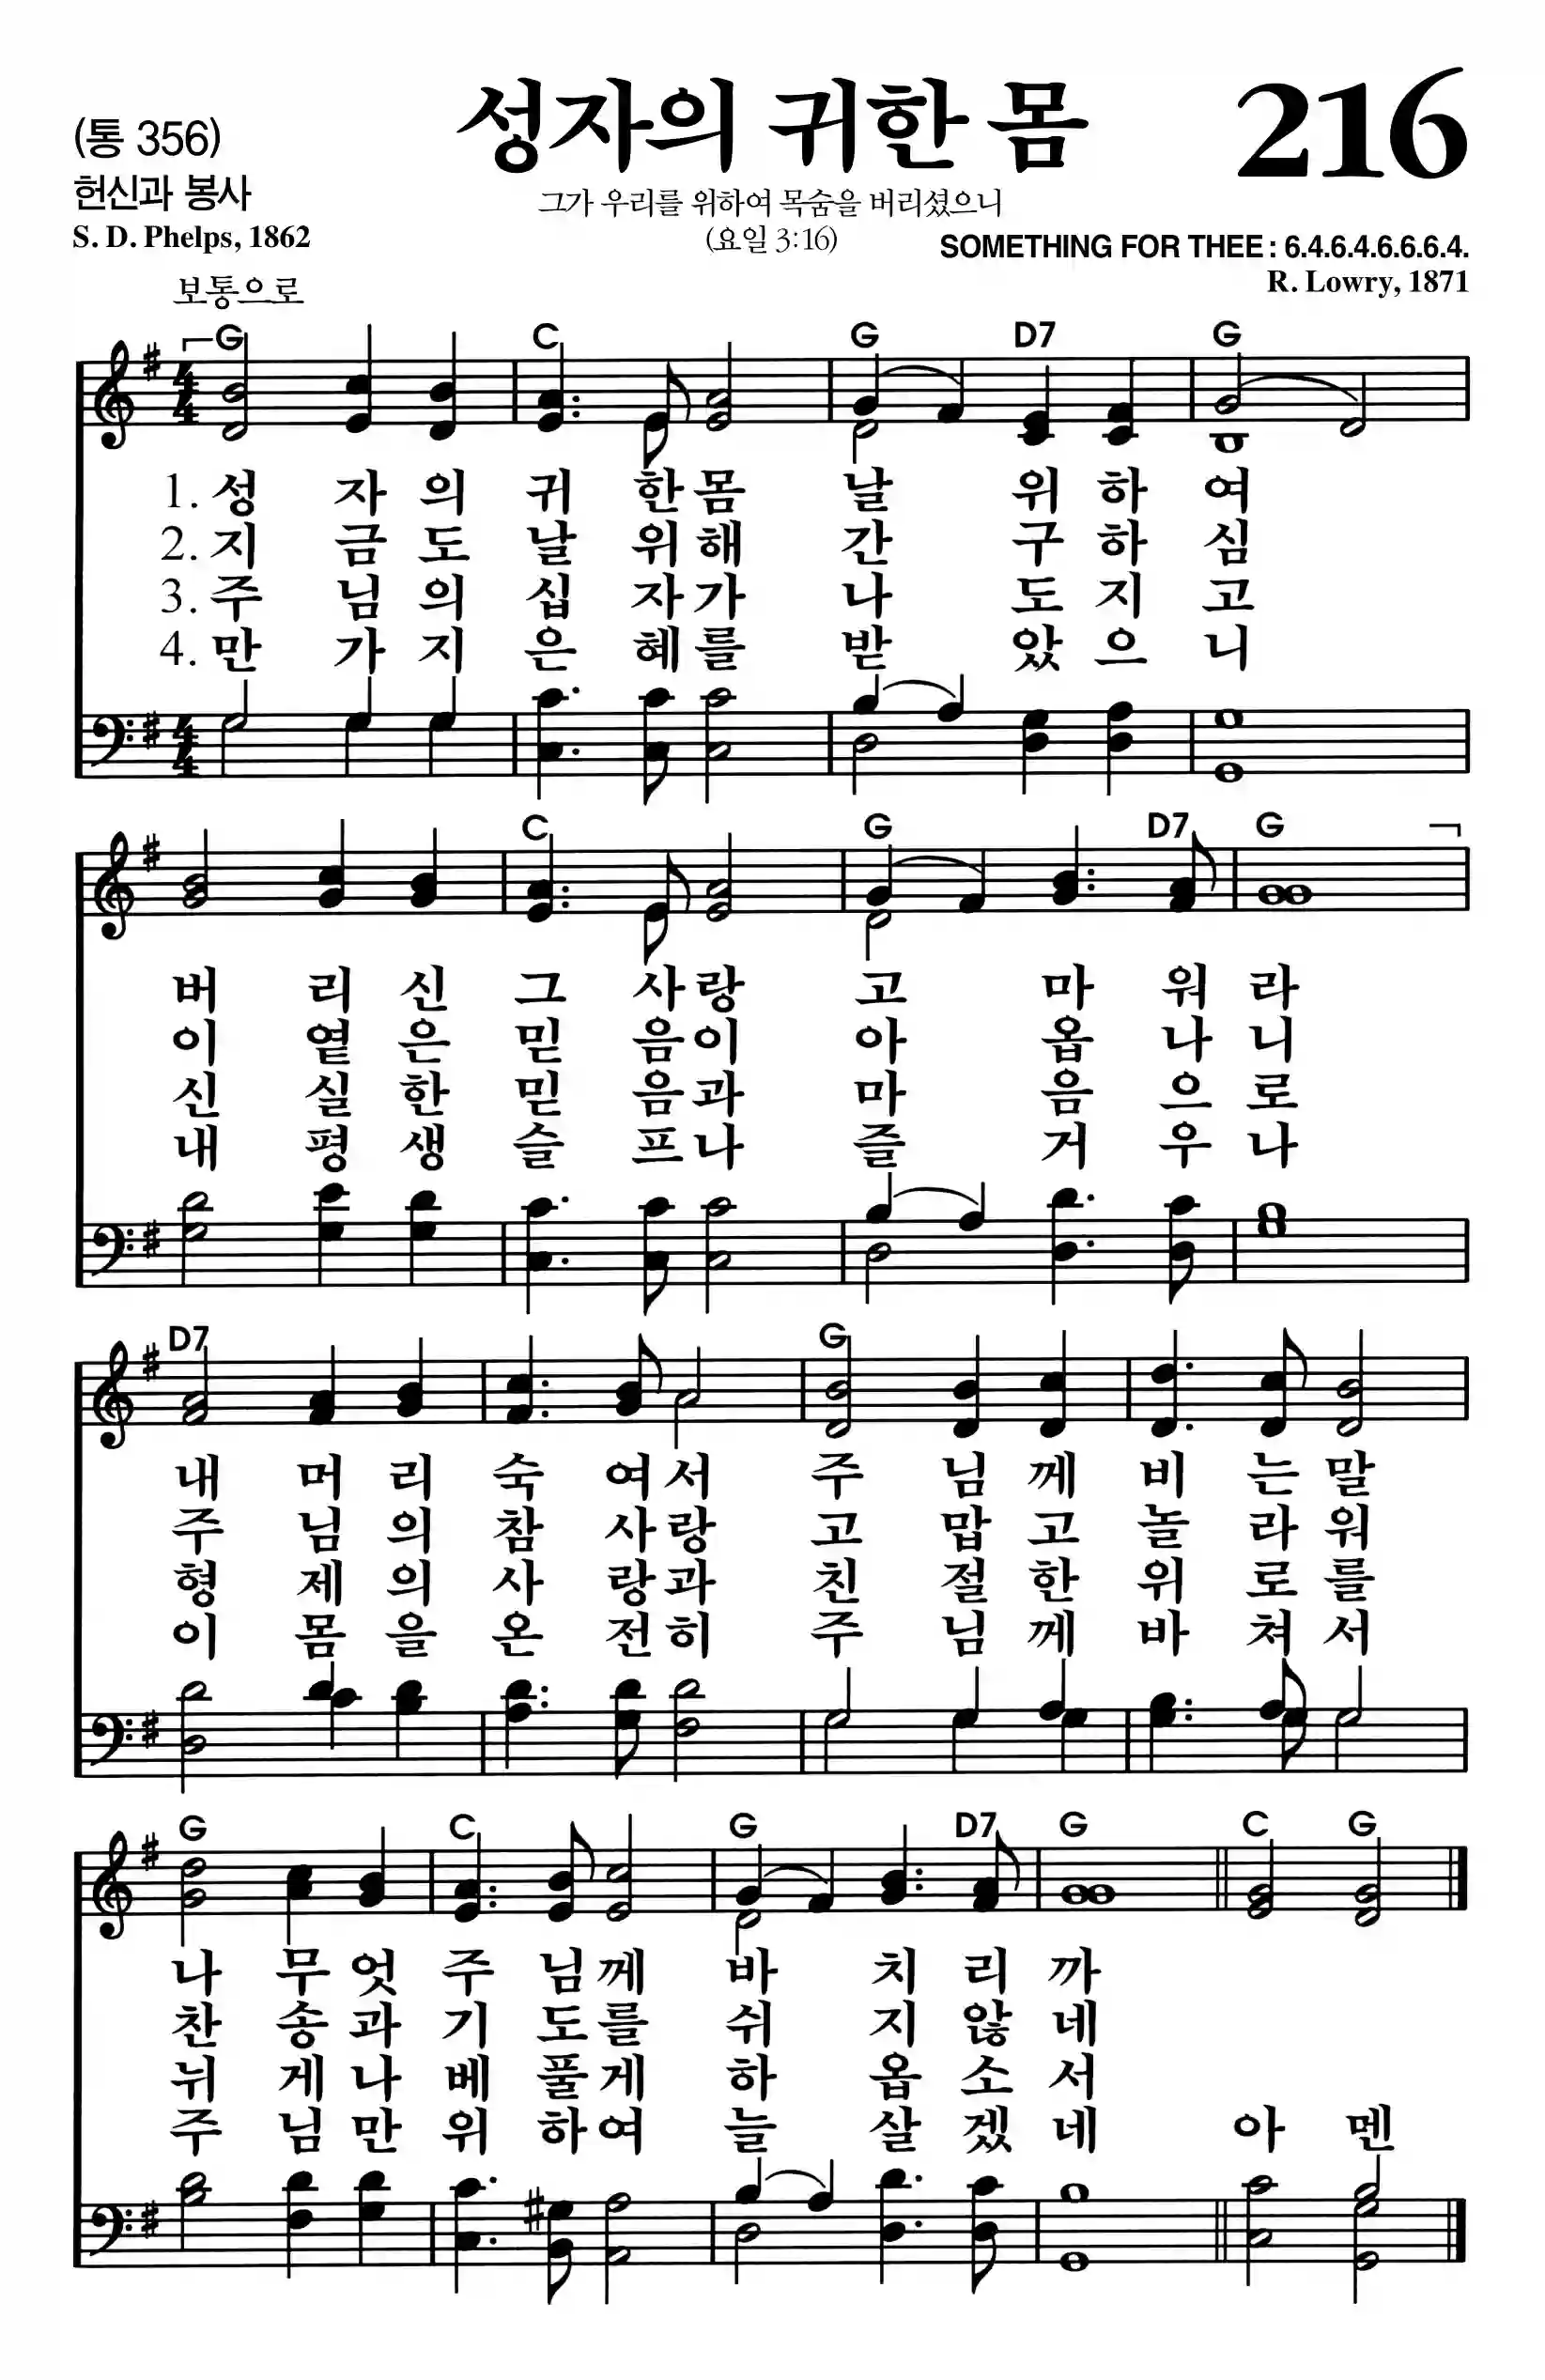 (통 356)
성자의 귀한 몸
216
헌신과 봉사
그가 우리를 위하여 목숨을 버리셨으니
S. D. Phelps, 1862
(요일 3:16)
SOMETHING FOR THEE : 6.4.6.4.6.6.6.4.
R. Lowry, 1871
보통으로
G C G D7 G
1. 성 자 의 귀 한 몸 날 위 하 여
2. 지 금 도 날 위 해 간 구 하 심
3. 주 님 의 십 자 가 나 도 지 고
4. 만 가 지 은 혜 를 받 았 으 니
C G D7 G
버 리 신 그 사 랑 고 마 워 라
이 옅 은 믿 음 이 아 옵 나 니
신 실 한 믿 음 과 마 음 으 로
내 평 생 슬 프 나 즐 거 우 나
D7 G
내 머 리 숙 여 서 주 님 께 비 는 말
주 님 의 참 사 랑 고 맙 고 놀 라 워
형 제 의 사 랑 과 친 절 한 위 로 를
이 몸 을 온 전 히 주 님 께 바 쳐 서
G C G D7 G C G
나 무 엇 주 님 께 바 치 리 까
찬 송 과 기 도 를 쉬 지 않 네
뉘 게 나 베 풀 게 하 옵 소 서
주 님 만 위 하 여 늘 살 겠 네 아 멘